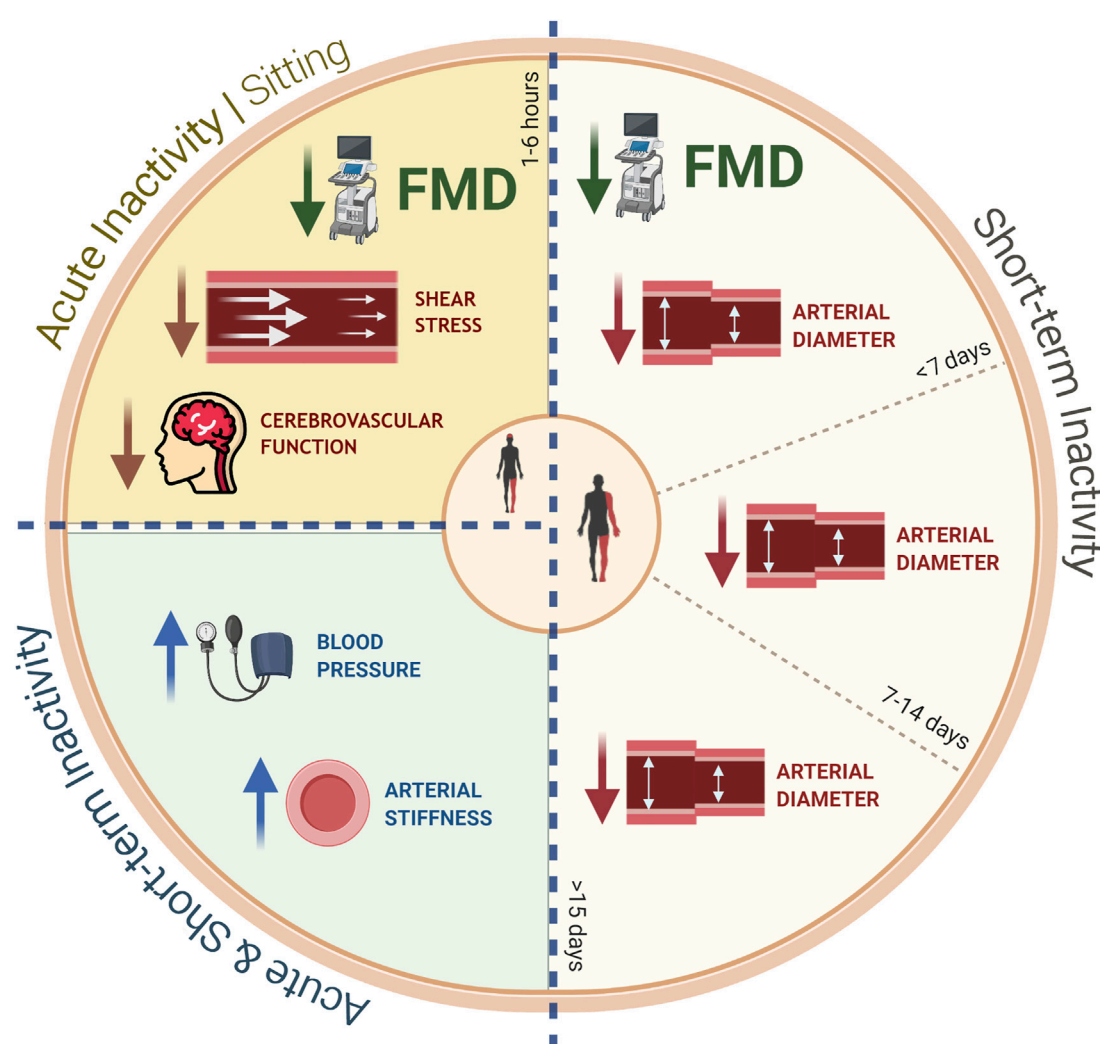 Acute Inactivity | Sitting
1-6 hours
FMD
SHEAR
STRESS
CEREBROVASCULAR
FUNCTION
Short-term Inactivity
FMD
ARTERIAL
DIAMETER
<7 days
ARTERIAL
DIAMETER
7-14 days
ARTERIAL
DIAMETER
>15 days
Acute & Short-term Inactivity
BLOOD
PRESSURE
ARTERIAL
STIFFNESS